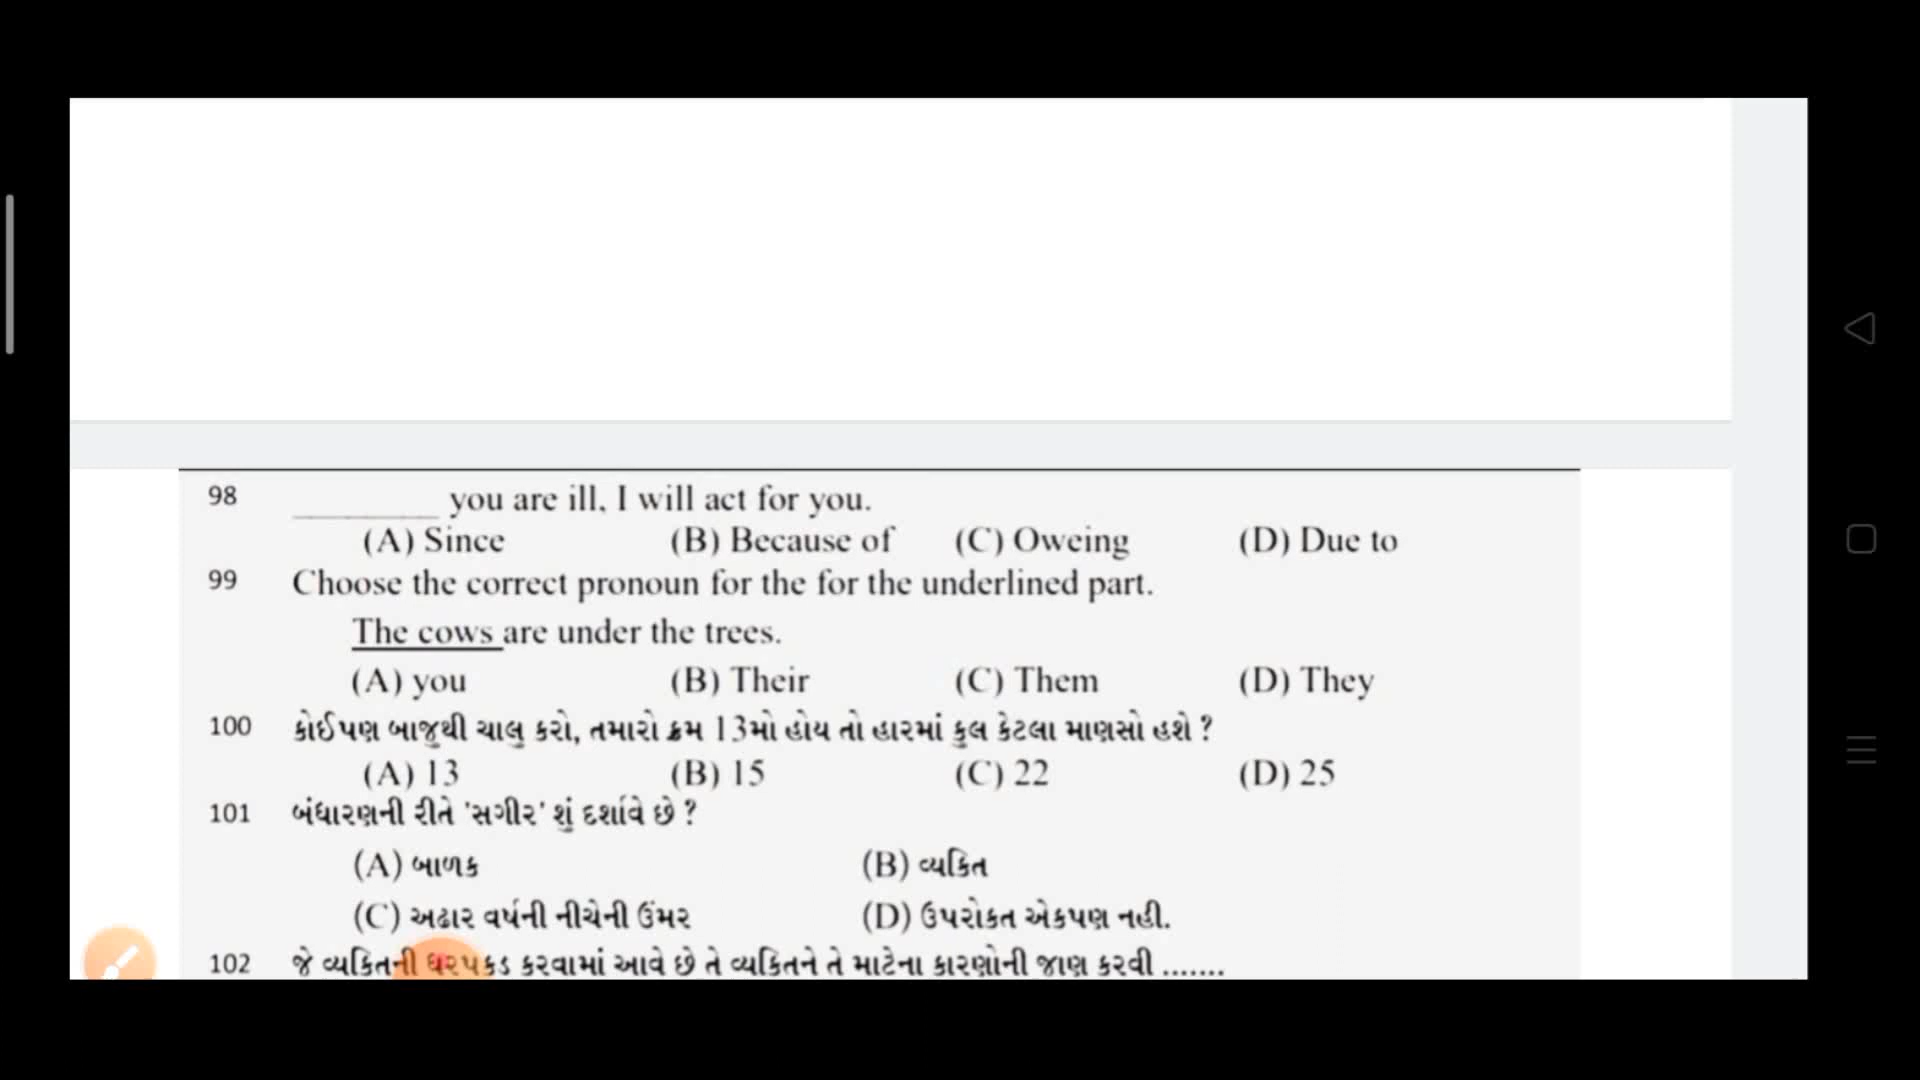 98 ________ you are ill, I will act for you.
(A) Since (B) Because of (C) Oweing (D) Due to
99 Choose the correct pronoun for the for the underlined part.
The cows are under the trees.
(A) you (B) Their (C) Them (D) They
100 કોઈપણ બાજુથી ચાલુ કરો, તમારો ક્રમ 13મો હોય તો હારમાં કુલ કેટલા માણસો હશે ?
(A) 13 (B) 15 (C) 22 (D) 25
101 બંધારણની રીતે 'સગીર' શું દર્શાવે છે ?
(A) બાળક (B) વ્યકિત
(C) અઢાર વર્ષની નીચેની ઉંમર (D) ઉપરોકત એકપણ નહી.
102 જે વ્યકિતની ધરપકડ કરવામાં આવે છે તે વ્યકિતને તે માટેના કારણોની જાણ કરવી .......